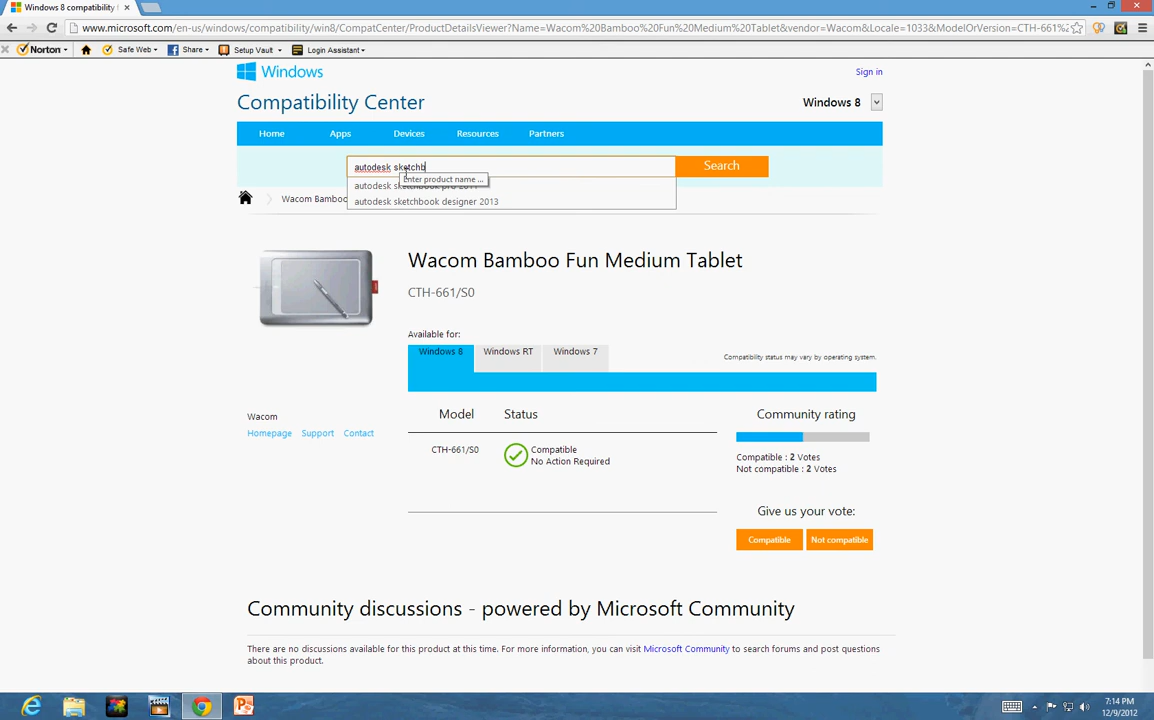 Windows 8 compatibility f
www.microsoft.com/en-us/windows/compatibility/win8/CompatCenter/ProductDetailsViewer?Name=Wacom%20Bamboo%20Fun%20Medium%20Tablet&vendor=Wacom&Locale=1033&ModelOrVersion=CTH-661%
Norton Safe Web Share Setup Vault Login Assistant
Windows
Sign in
Compatibility Center
Windows 8
Home Apps Devices Resources Partners
autodesk sketchb
Search
Enter product name ...
autodesk
Wacom Bamboo
autodesk sketchbook designer 2013
Wacom Bamboo Fun Medium Tablet
CTH-661/S0
Available for:
Windows 8 Windows RT Windows 7
Compatibility status may vary by operating system.
Model Status
Community rating
Wacom
Homepage Support Contact
CTH-661/S0
Compatible
No Action Required
Compatible : 2 Votes
Not compatible : 2 Votes
Give us your vote:
Compatible Not compatible
Community discussions - powered by Microsoft Community
There are no discussions available for this product at this time. For more information, you can visit Microsoft Community to search forums and post questions
about this product.
7:14 PM
12/9/2012